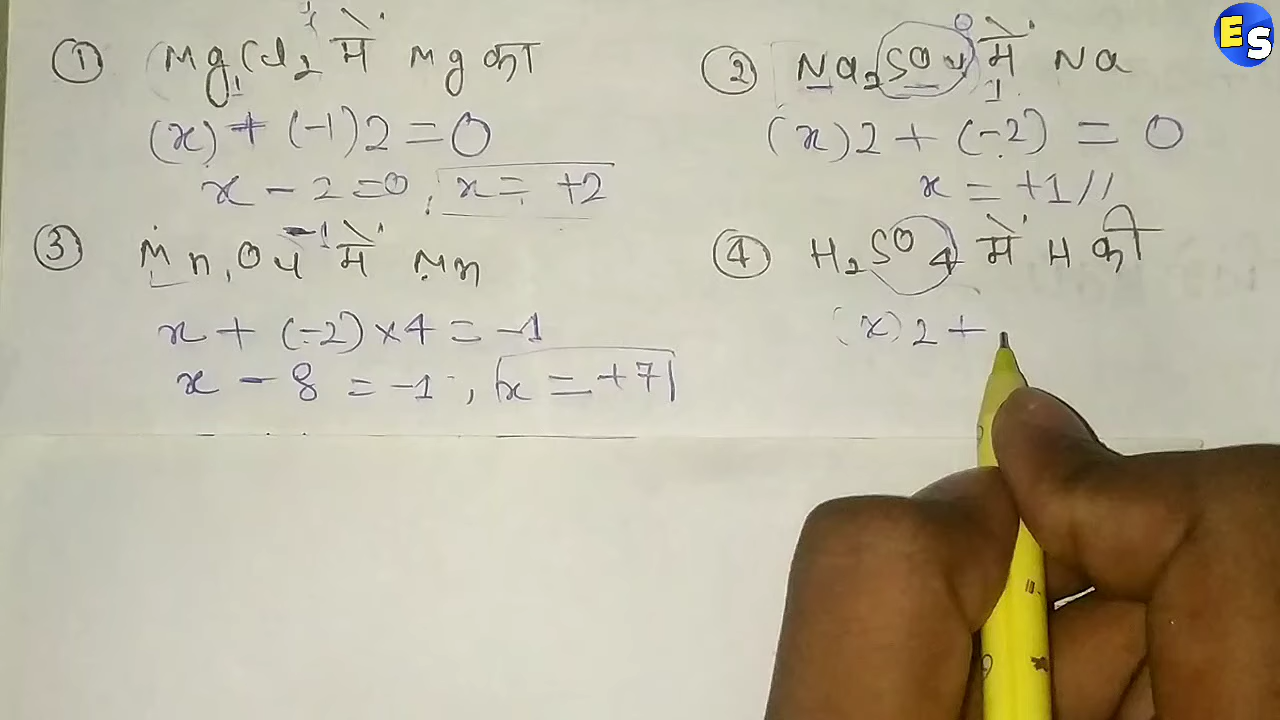 ① MgCl₂ में Mg का
(x) + (-1)2 = 0
x - 2 = 0, x = +2
② Na₂SO₄ में Na
(x)2 + (-2) = 0
x = +1//
③ MnO₄⁻¹ में Mn
x + (-2)×4 = -1
x - 8 = -1, x = +7
④ H₂SO₄ में H की
(x)2 +
ES